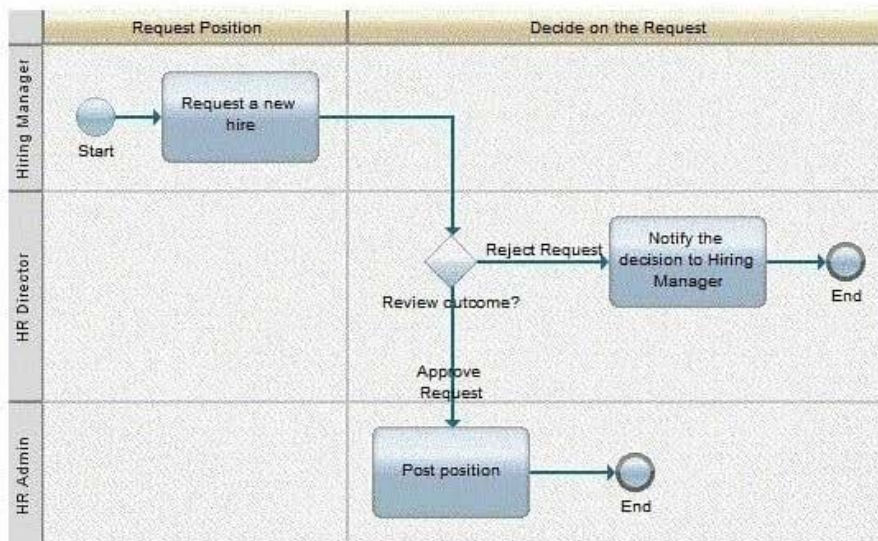 Request Position
Decide on the Request
Hiring Manager
Request a new
hire
Start
HR Director
Reject Request
Notify the
decision to Hiring
Manager
End
Review outcome?
Approve
Request
HR Admin
Post position
End